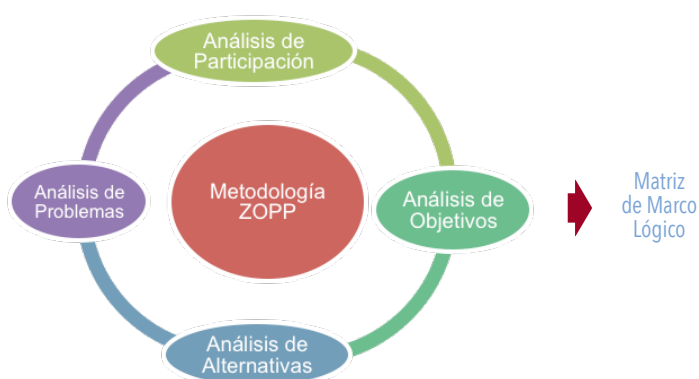 Análisis de
Participación
Análisis de
Problemas
Metodología
ZOPP
Análisis de
Objetivos
Matriz
de Marco
Lógico
Análisis de
Alternativas